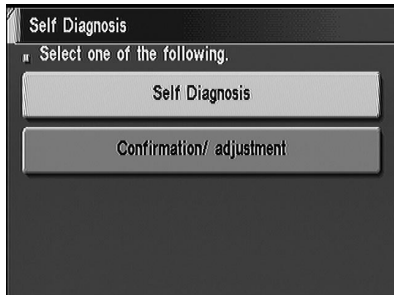 Self Diagnosis
Select one of the following.
Self Diagnosis
Confirmation/ adjustment